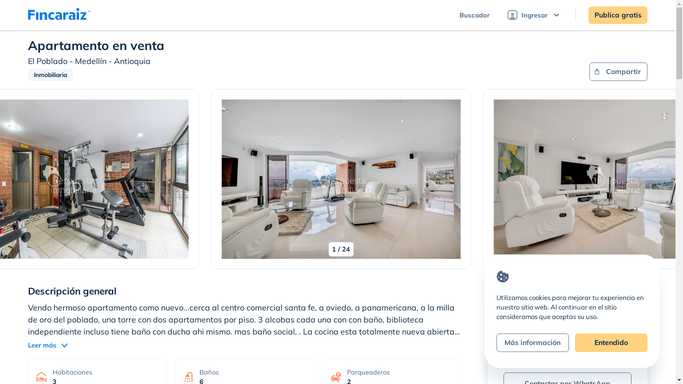 Fincaraiz
Buscador
Ingresar
Publica gratis
Apartamento en venta
El Poblado - Medellín - Antioquia
Inmobiliaria
Compartir
1 / 24
Descripción general
Vendo hermoso apartamento como nuevo...cerca al centro comercial santa fe, a oviedo, a panamericana, a la milla
de oro del poblado, una torre con dos apartamentos por piso. 3 alcobas cada una con con baño, biblioteca
independiente incluso tiene baño con ducha ahi mismo. mas baño social, . La cocina esta totalmente nueva abierta...
Leer más
Habitaciones
3
Baños
6
Parqueaderos
2
Utilizamos cookies para mejorar tu experiencia en
nuestro sitio web. Al continuar en el sitio
consideramos que aceptas su uso.
Más información
Entendido
Contactar por WhatsApp